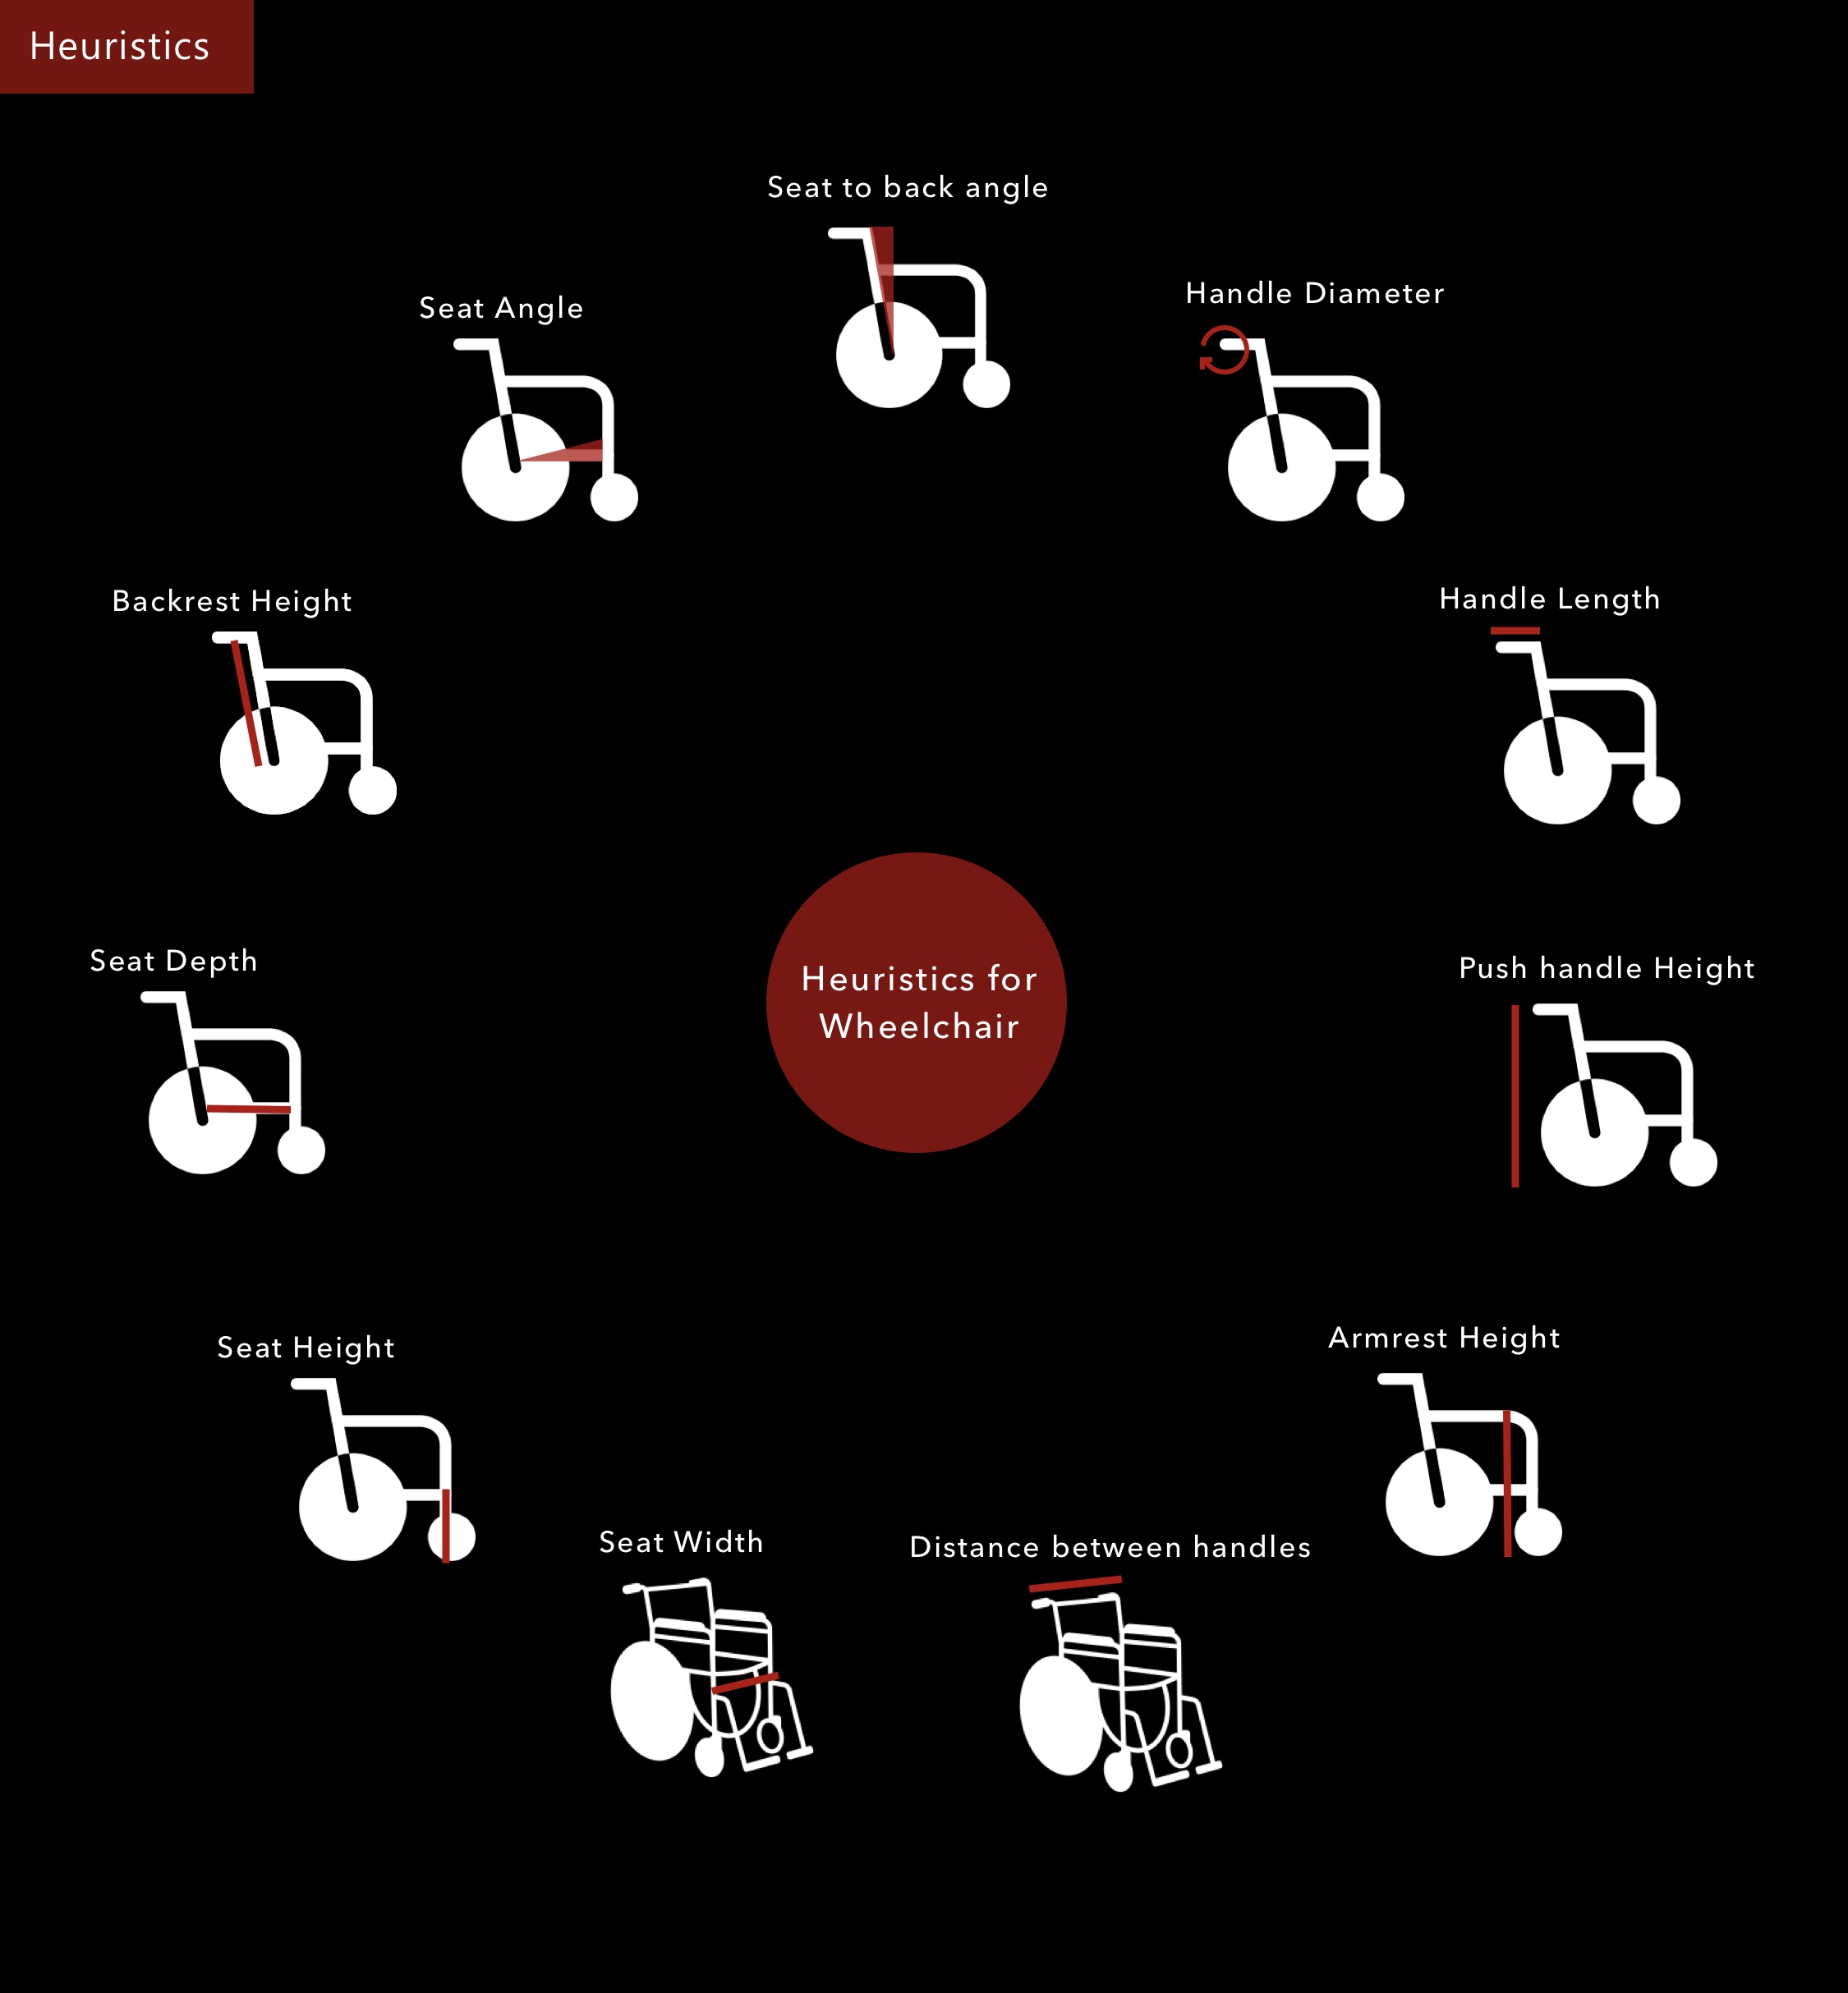 Heuristics
Seat to back angle
Handle Diameter
Seat Angle
Handle Length
Backrest Height
Seat Depth
Push handle Height
Heuristics for
Wheelchair
Armrest Height
Seat Height
Seat Width
Distance between handles